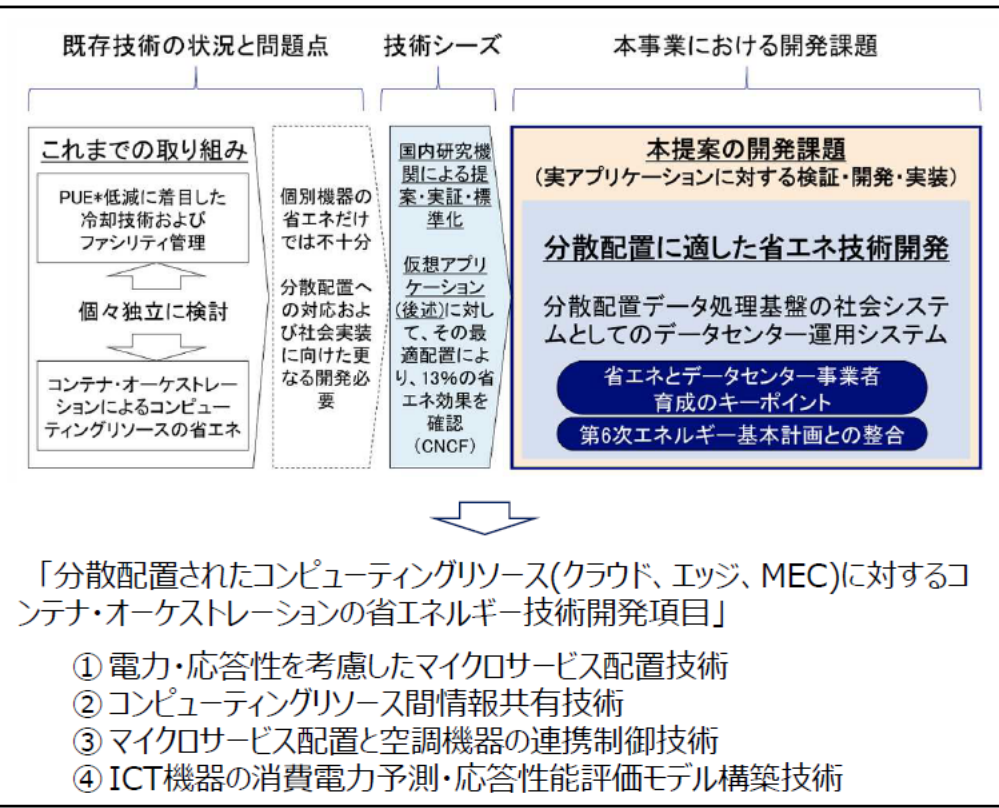 既存技術の状況と問題点
技術シーズ
本事業における開発課題
これまでの取り組み
PUE*低減に着目した
冷却技術および
ファシリティ管理
個々独立に検討
コンテナ・オーケストレー
ションによるコンピュー
ティングリソースの省エネ
個別機器の
省エネだけ
では不十分
分散配置へ
の対応およ
び社会実装
に向けた更
なる開発必
要
国内研究機
関による提
案・実証・標
準化
仮想アプリ
ケーション
(後述)に対し
て、その最
適配置によ
り、13%の省
エネ効果を
確認
(CNCF)
本提案の開発課題
(実アプリケーションに対する検証・開発・実装)
分散配置に適した省エネ技術開発
分散配置データ処理基盤の社会システ
ムとしてのデータセンター運用システム
省エネとデータセンター事業者
育成のキーポイント
第6次エネルギー基本計画との整合
「分散配置されたコンピューティングリソース(クラウド、エッジ、MEC)に対するコ
ンテナ・オーケストレーションの省エネルギー技術開発項目」
① 電力・応答性を考慮したマイクロサービス配置技術
② コンピューティングリソース間情報共有技術
③ マイクロサービス配置と空調機器の連携制御技術
④ ICT機器の消費電力予測・応答性能評価モデル構築技術